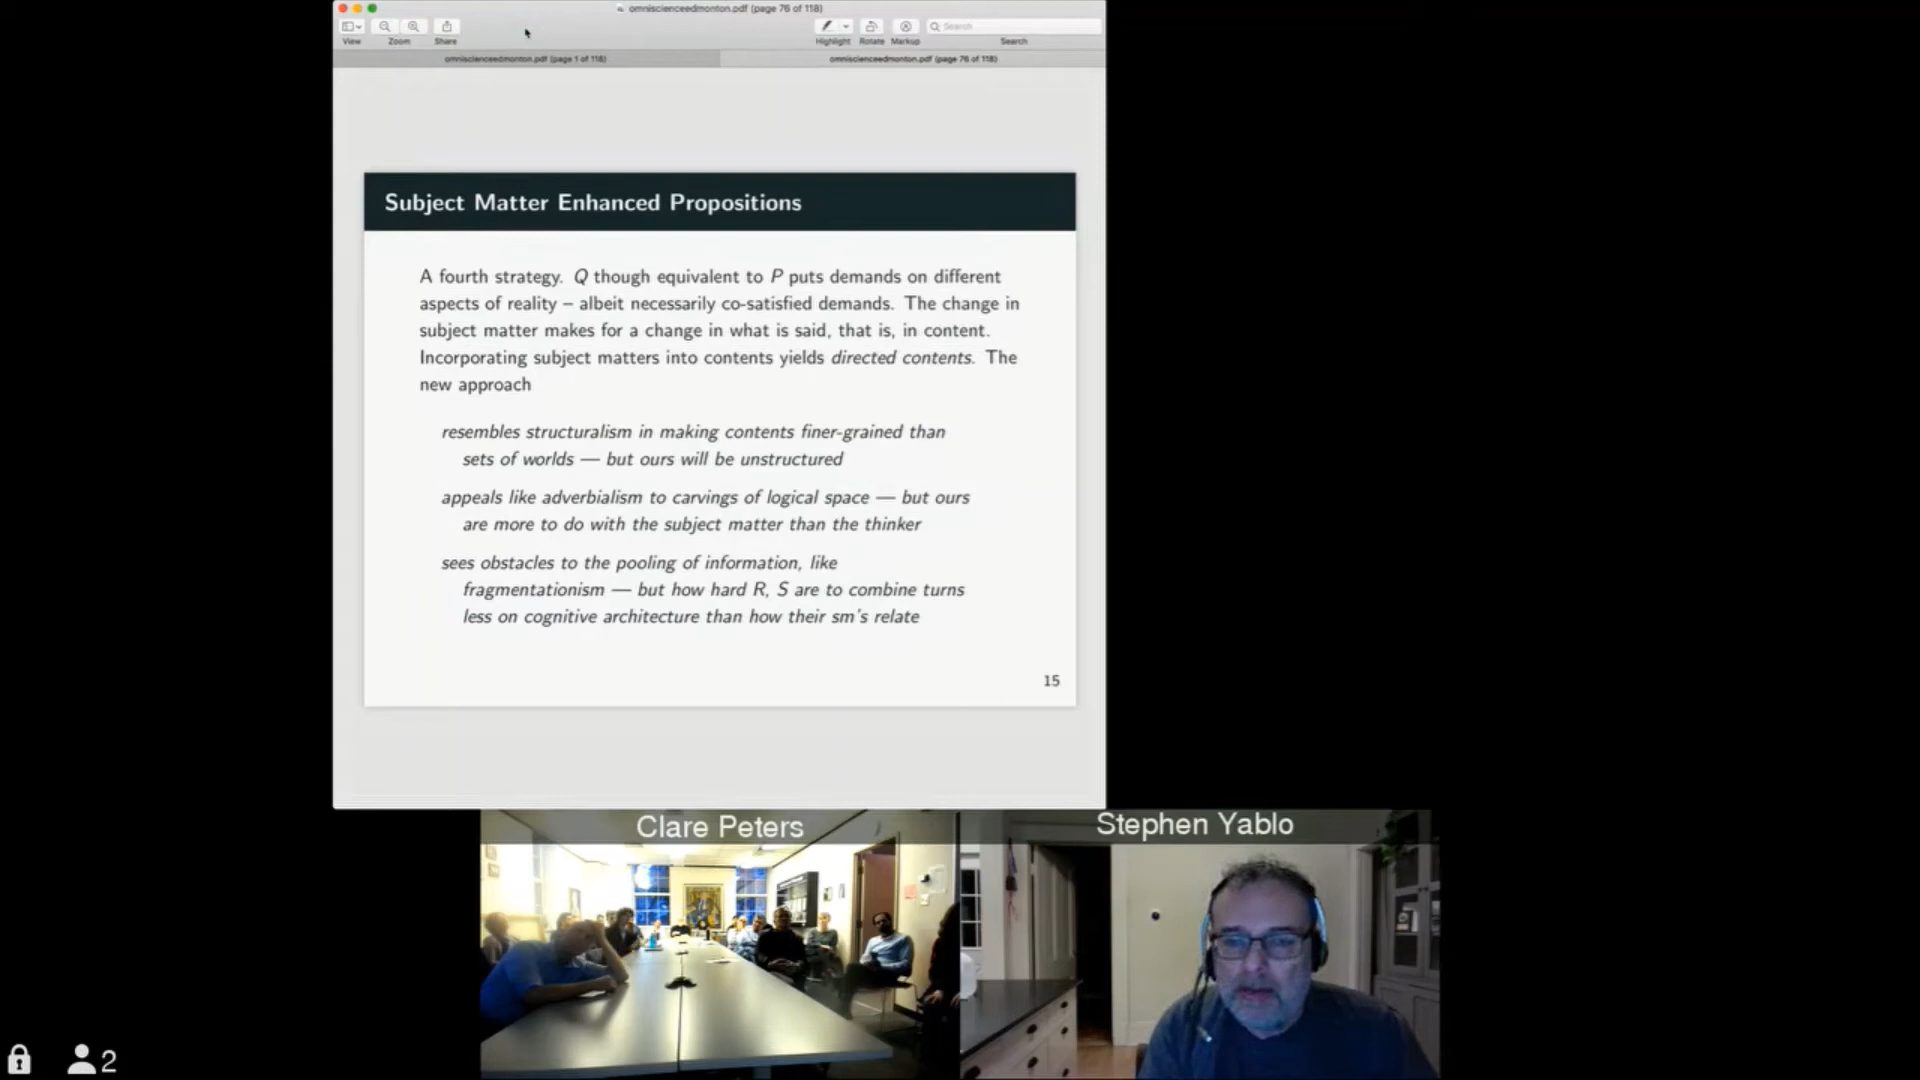 omniscienceedmonton.pdf (page 76 of 118)
View
Zoom
Share
Highlight
Rotate
Markup
Search
Search
omniscienceedmonton.pdf (page 1 of 118)
omniscienceedmonton.pdf (page 76 of 118)
Subject Matter Enhanced Propositions
A fourth strategy. Q though equivalent to P puts demands on different
aspects of reality – albeit necessarily co-satisfied demands. The change in
subject matter makes for a change in what is said, that is, in content.
Incorporating subject matters into contents yields directed contents. The
new approach
resembles structuralism in making contents finer-grained than
sets of worlds — but ours will be unstructured
appeals like adverbialism to carvings of logical space — but ours
are more to do with the subject matter than the thinker
sees obstacles to the pooling of information, like
fragmentationism — but how hard R, S are to combine turns
less on cognitive architecture than how their sm's relate
15
Clare Peters
Stephen Yablo
2